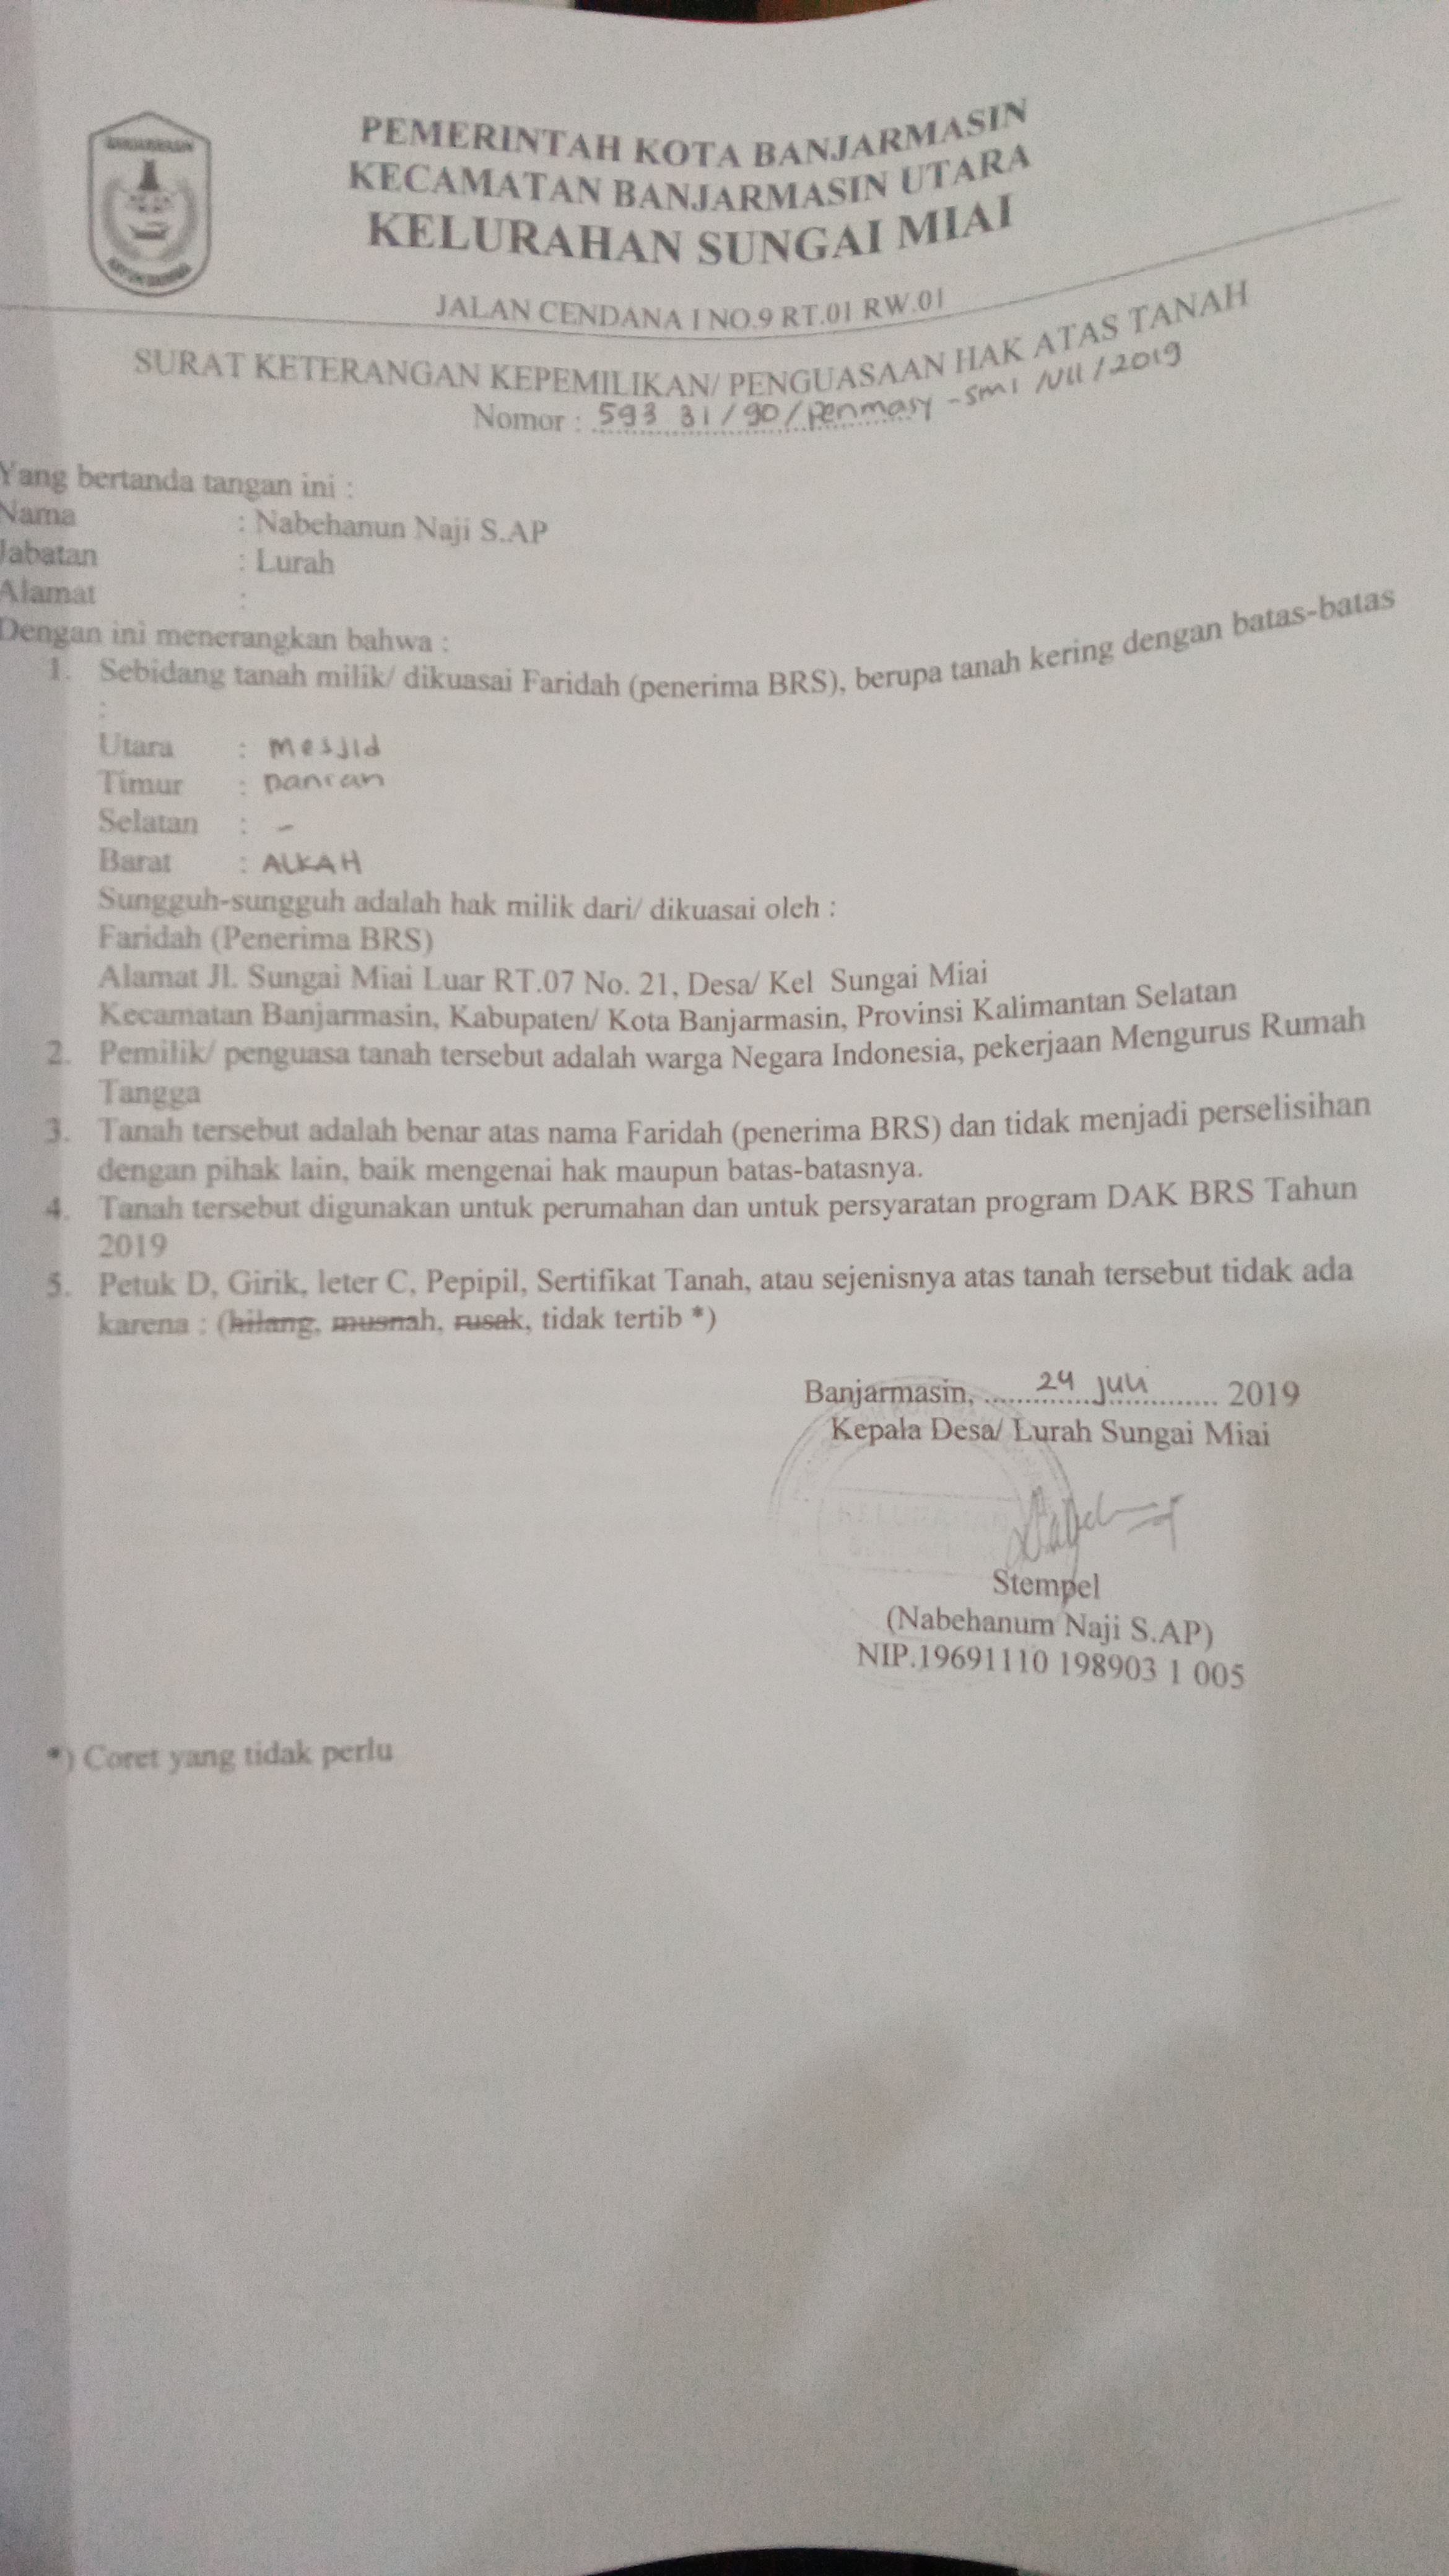 PEMERINTAH KOTA BANJARMASIN
KECAMATAN BANJARMASIN UTARA
KELURAHAN SUNGAI MIAI
JALAN CENDANA I NO.9 RT.01 RW.01
SURAT KETERANGAN KEPEMILIKAN/ PENGUASAAN HAK ATAS TANAH
Nomor : 593 31/90/Penmasy-SMI/VII/2019
Yang bertanda tangan ini :
Nama : Nabehanun Naji S.AP
Jabatan : Lurah
Alamat :
Dengan ini menerangkan bahwa :
1. Sebidang tanah milik/ dikuasai Faridah (penerima BRS), berupa tanah kering dengan batas-batas
:
Utara : Mesjid
Timur :
Selatan : -
Barat : ALKAH
Sungguh-sungguh adalah hak milik dari/ dikuasai oleh :
Faridah (Penerima BRS)
Alamat Jl. Sungai Miai Luar RT.07 No. 21, Desa/ Kel Sungai Miai
Kecamatan Banjarmasin, Kabupaten/ Kota Banjarmasin, Provinsi Kalimantan Selatan
2. Pemilik/ penguasa tanah tersebut adalah warga Negara Indonesia, pekerjaan Mengurus Rumah
Tangga
3. Tanah tersebut adalah benar atas nama Faridah (penerima BRS) dan tidak menjadi perselisihan
dengan pihak lain, baik mengenai hak maupun batas-batasnya.
4. Tanah tersebut digunakan untuk perumahan dan untuk persyaratan program DAK BRS Tahun
2019
5. Petuk D, Girik, leter C, Pepipil, Sertifikat Tanah, atau sejenisnya atas tanah tersebut tidak ada
karena : (hilang, musnah, rusak, tidak tertib *)
Banjarmasin, 24 Juli 2019
Kepala Desa/ Lurah Sungai Miai
Stempel
(Nabehanum Naji S.AP)
NIP.19691110 198903 1 005
*) Coret yang tidak perlu